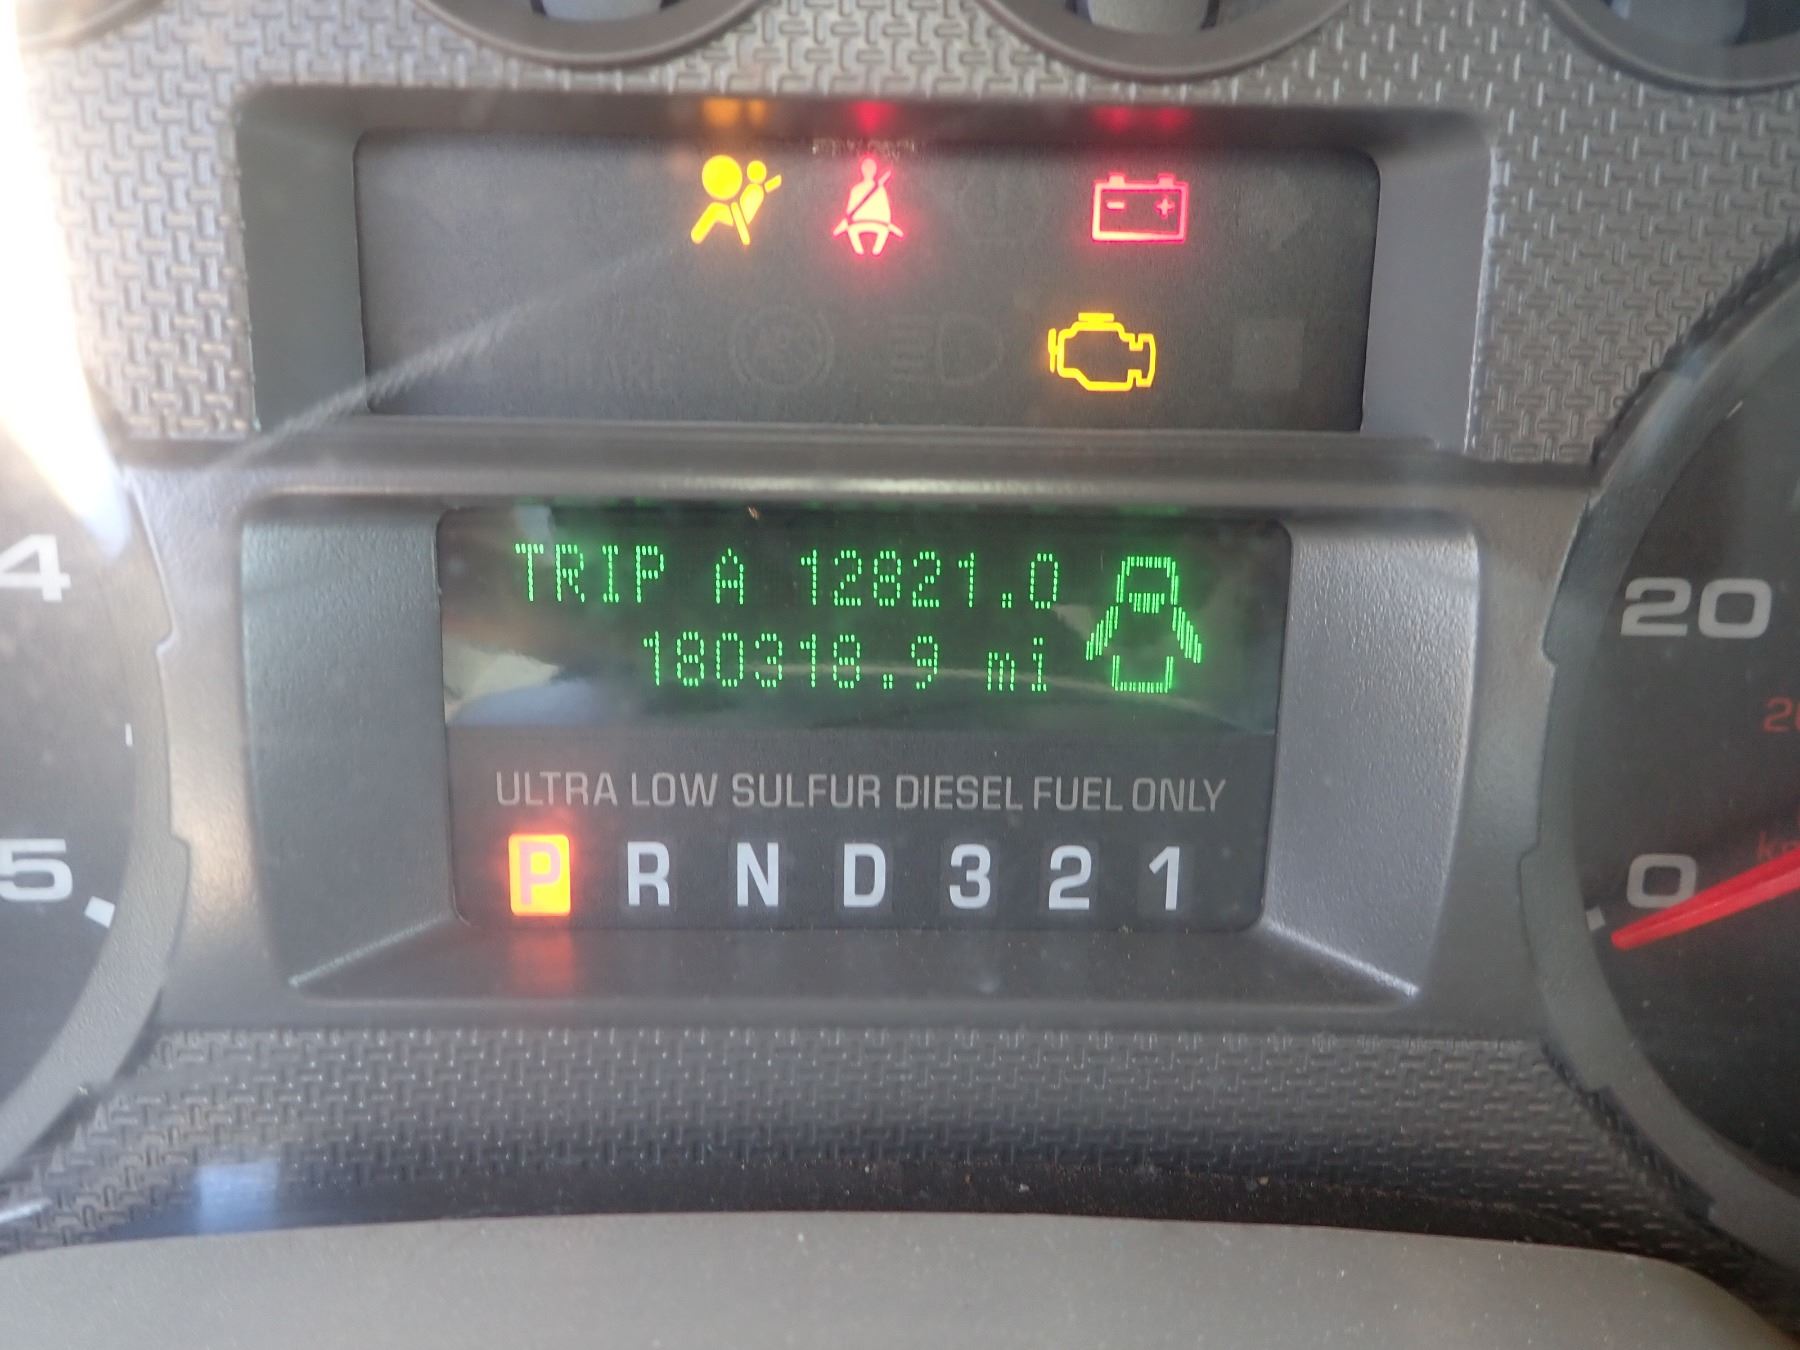 TRIP A 12821.0
180318.9 mi
ULTRA LOW SULFUR DIESEL FUEL ONLY
P R N D 3 2 1
4
5
20
0